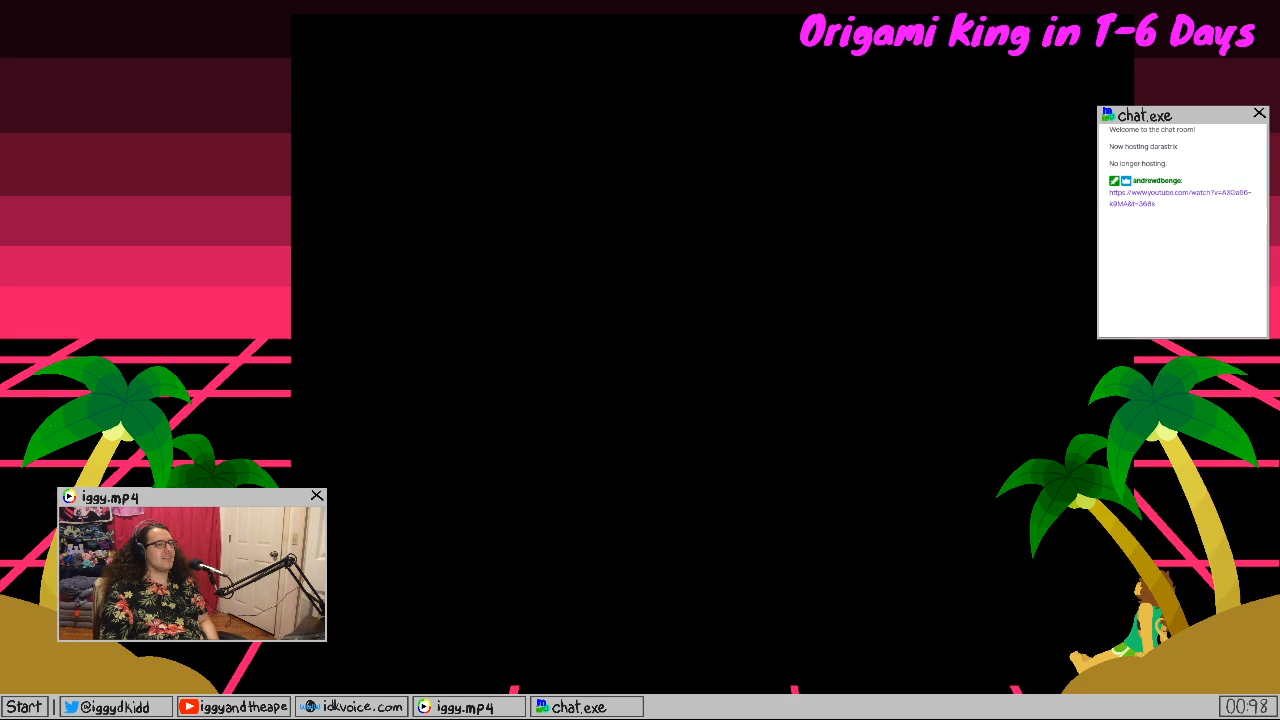 Origami King in T-6 Days
chat.exe
Welcome to the chat room!
Now hosting darastrix
No longer hosting.
andrewdbenge:
https://www.youtube.com/watch?v=AXOa66-
k9MA&t=368s
iggy.mp4
Start | @iggydkidd iggyandtheape idkvoice.com iggy.mp4 chat.exe 00:98